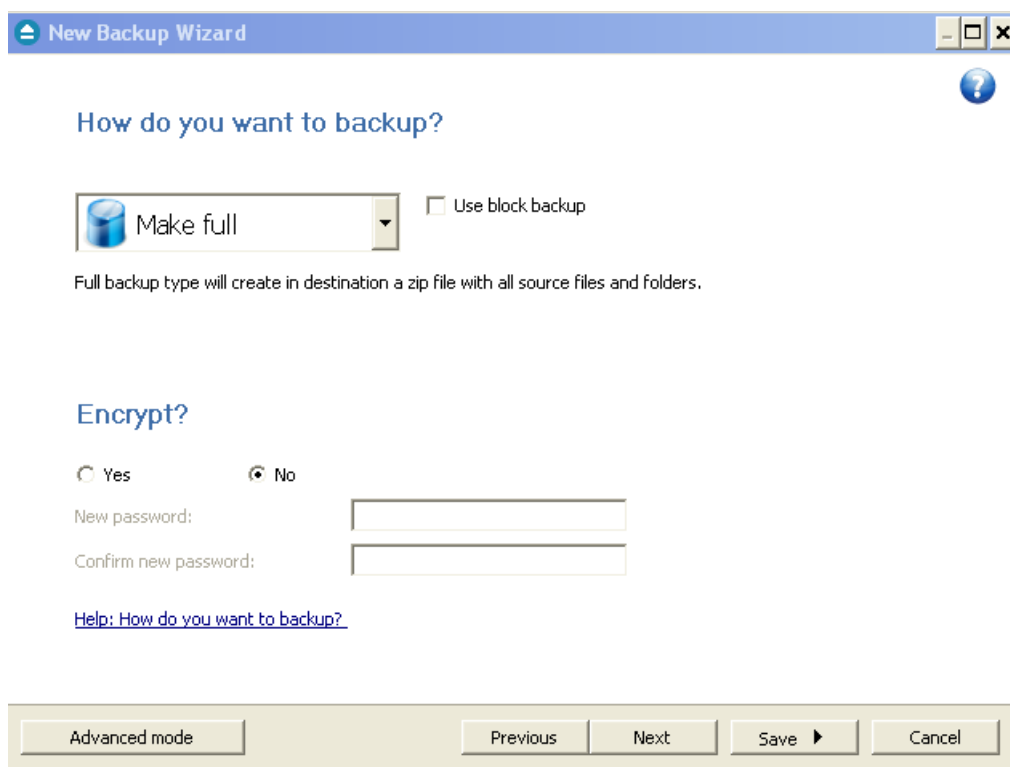 New Backup Wizard
How do you want to backup?
Make full
Use block backup
Full backup type will create in destination a zip file with all source files and folders.
Encrypt?
Yes No
New password:
Confirm new password:
Help: How do you want to backup?
Advanced mode Previous Next Save Cancel